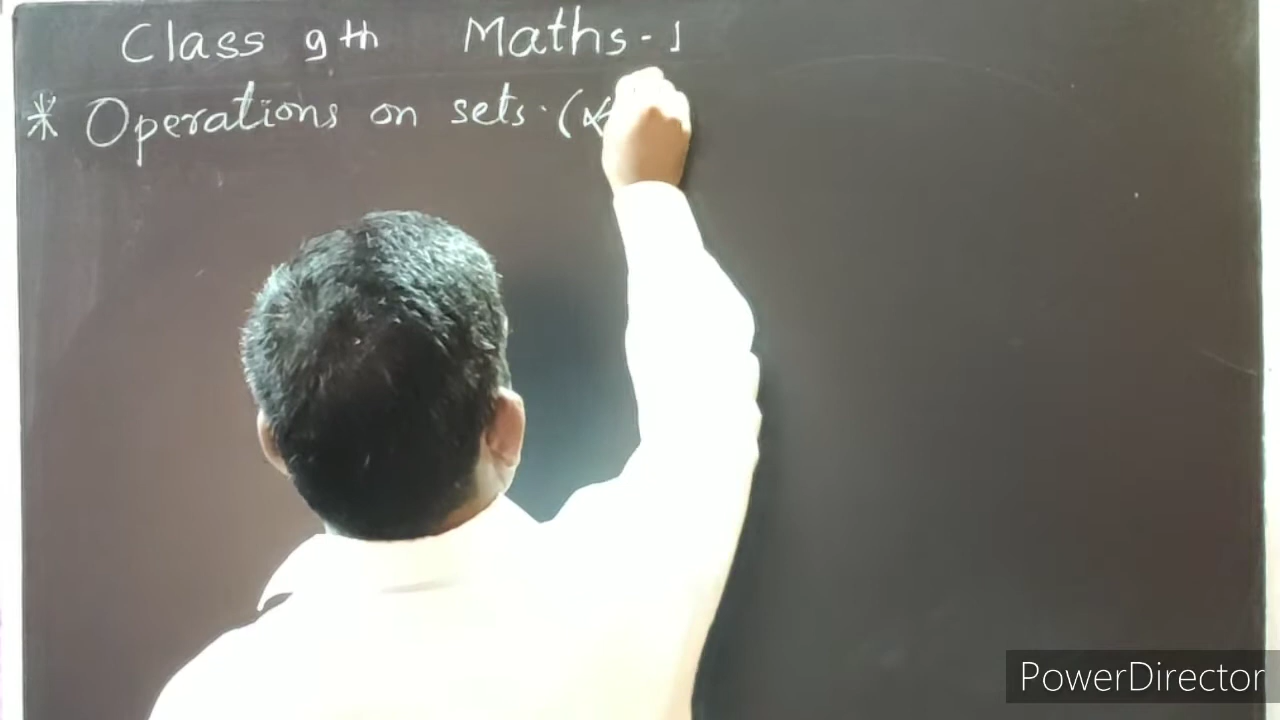 Class 9th Maths-1
* Operations on sets. (
PowerDirector